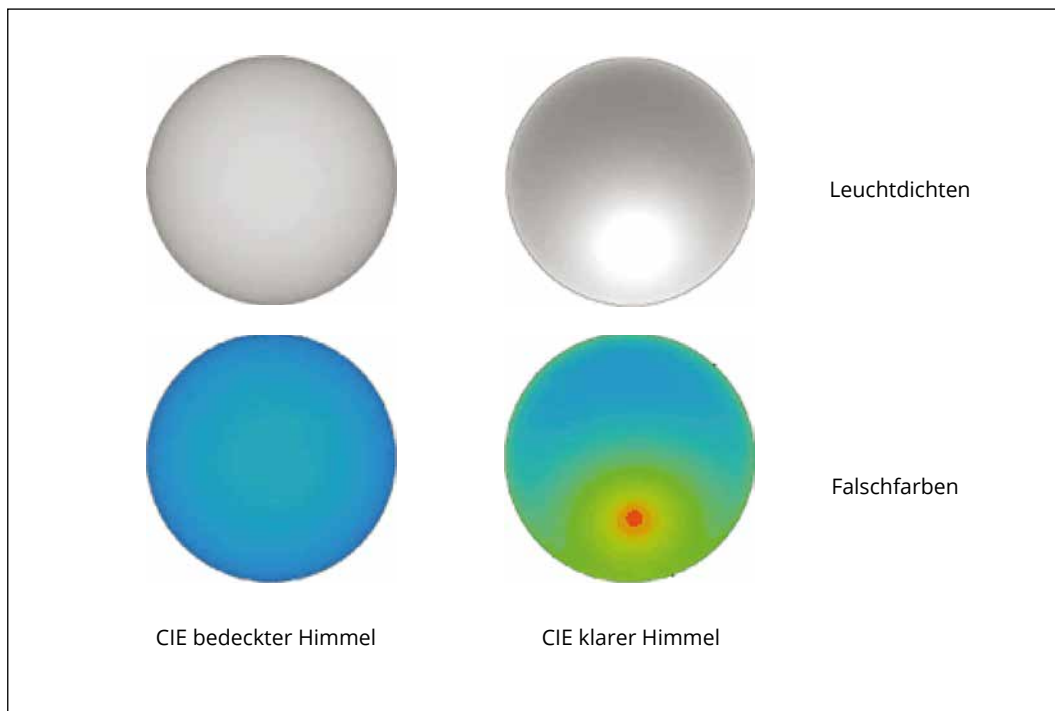 Leuchtdichten
Falschfarben
CIE bedeckter Himmel
CIE klarer Himmel